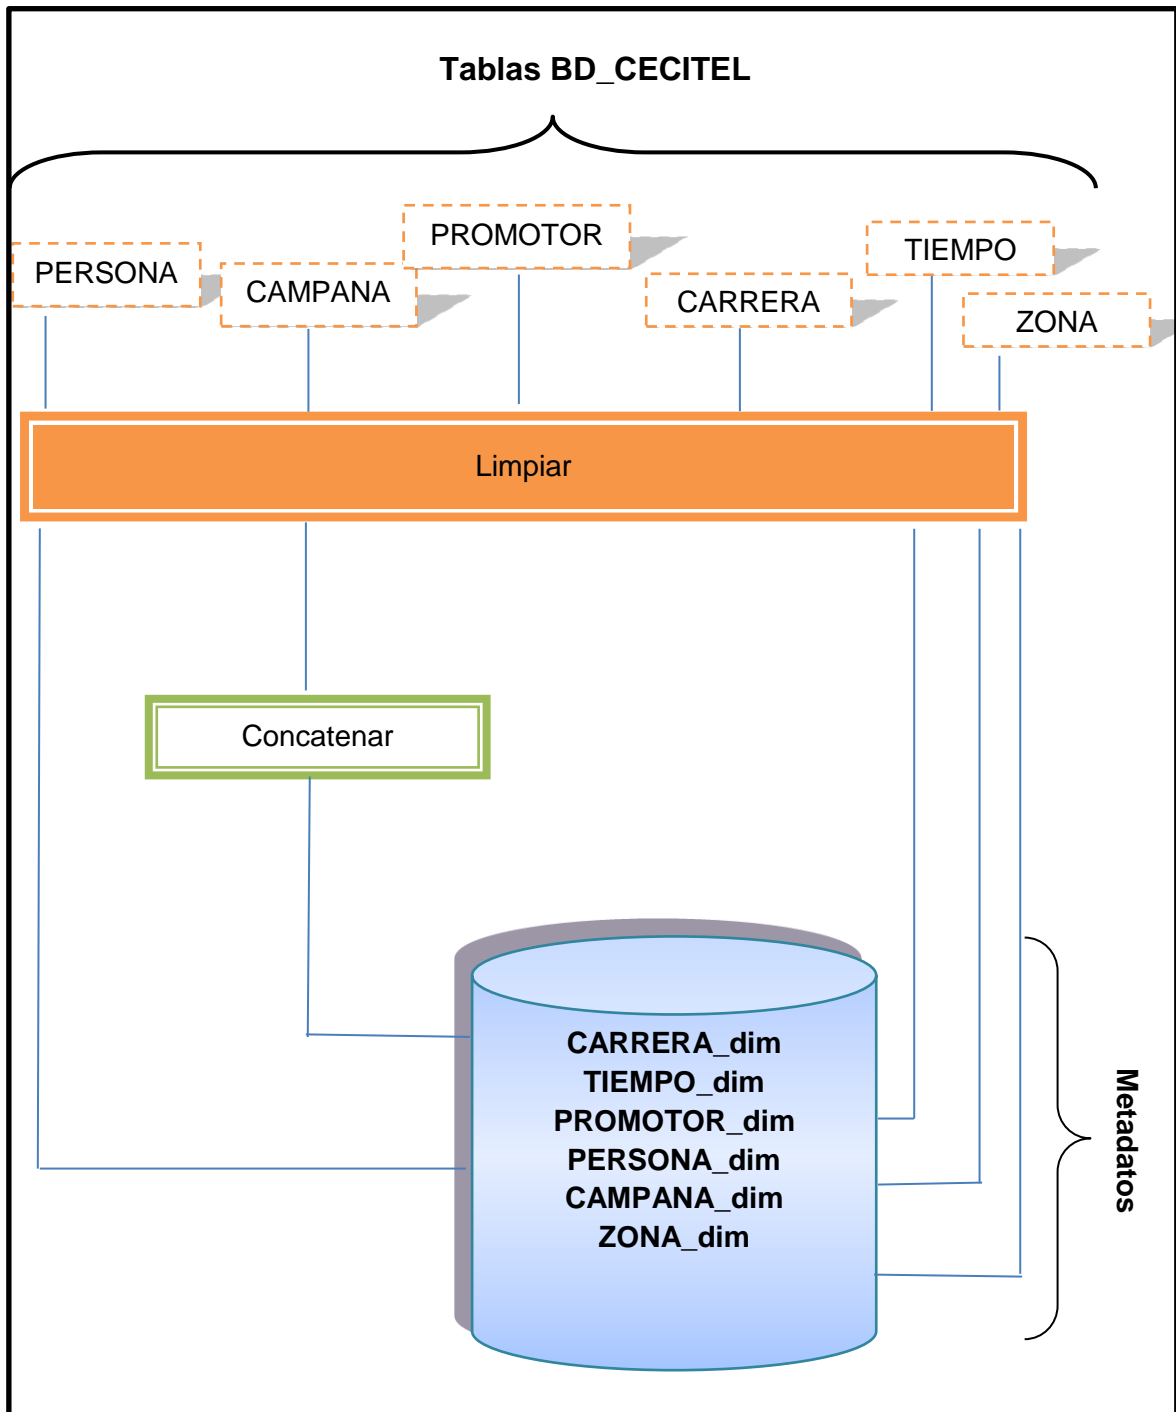 Tablas BD_CECITEL
PROMOTOR
TIEMPO
PERSONA
CAMPANA
CARRERA
ZONA
Limpiar
Concatenar
CARRERA_dim
TIEMPO_dim
PROMOTOR_dim
PERSONA_dim
CAMPANA_dim
ZONA_dim
Metadatos